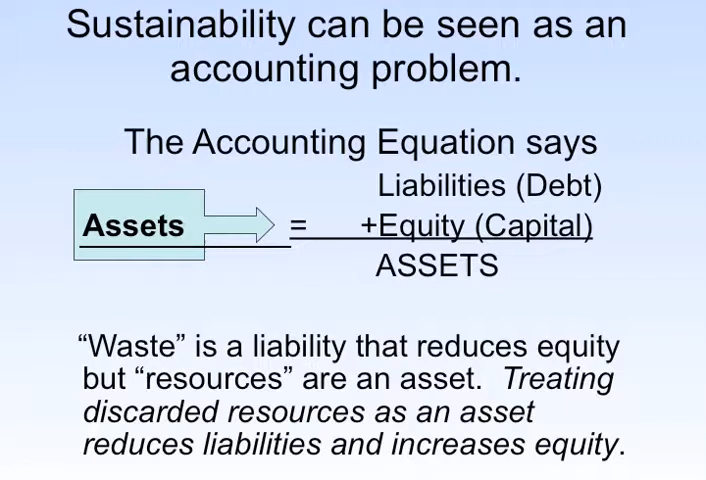 Sustainability can be seen as an
accounting problem.
The Accounting Equation says
Liabilities (Debt)
Assets = +Equity (Capital)
ASSETS
“Waste” is a liability that reduces equity
but “resources” are an asset. Treating
discarded resources as an asset
reduces liabilities and increases equity.